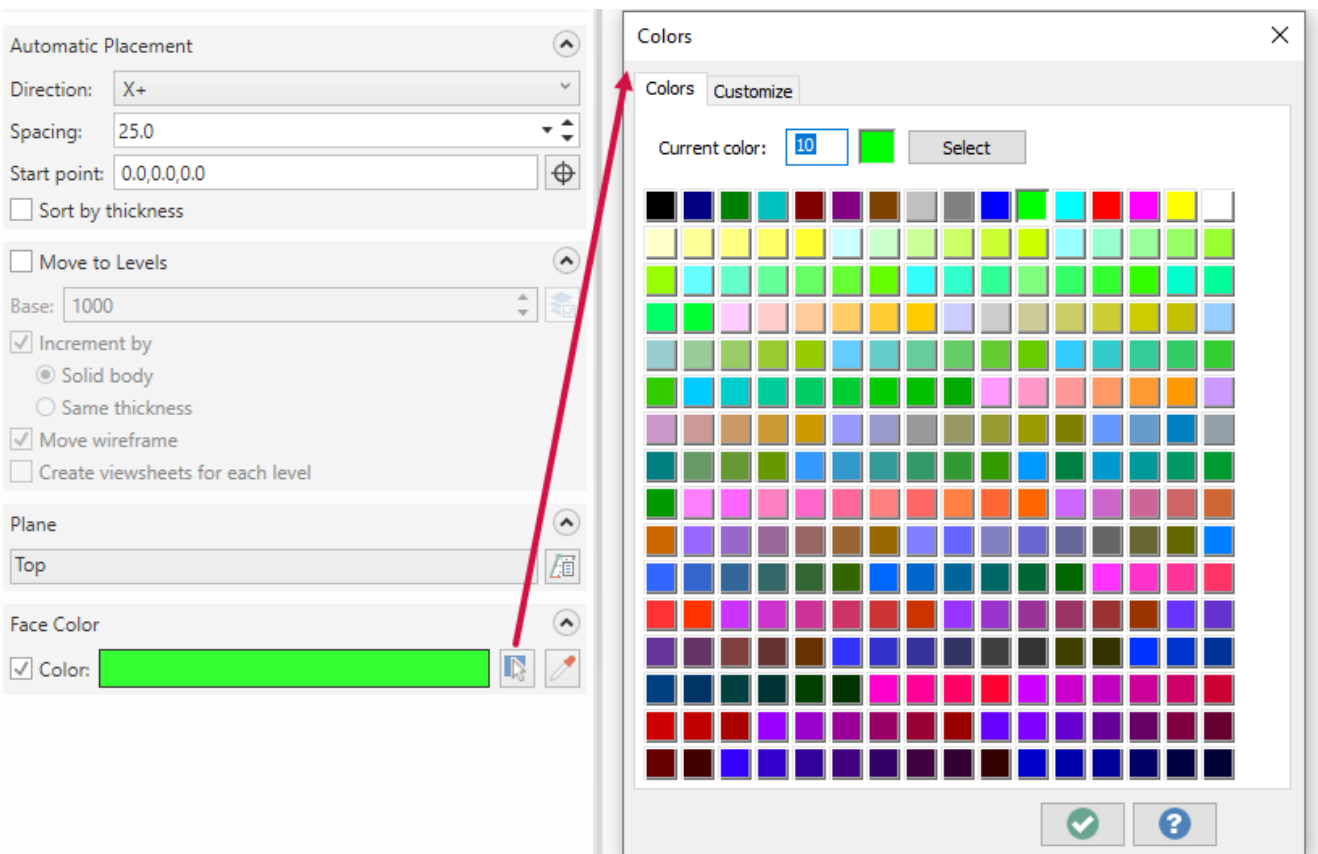 Automatic Placement
Direction: X+
Spacing: 25.0
Start point: 0.0,0.0,0.0
Sort by thickness
Move to Levels
Base: 1000
Increment by
Solid body
Same thickness
Move wireframe
Create viewsheets for each level
Plane
Top
Face Color
Color:
Colors
Colors Customize
Current color: 10 Select
?